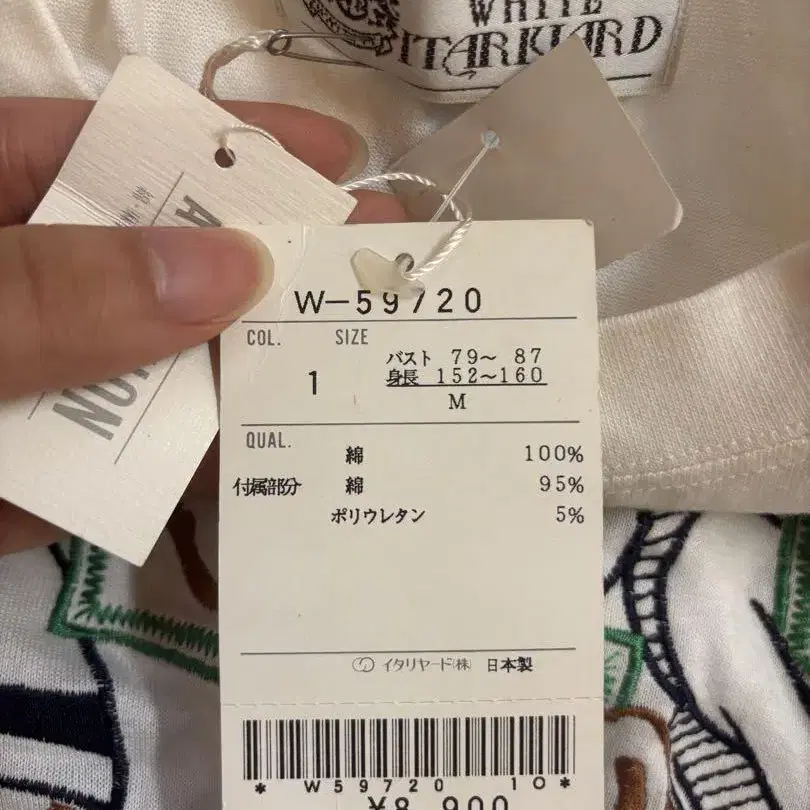 WHITE
ITARIYARD
W-59720
COL.
SIZE
バスト 79～ 87
1
身長 152～160
M
QUAL.
綿 100%
付属部分 綿 95%
ポリウレタン 5%
イタリヤード(株) 日本製
* W59720 10*
¥8,900